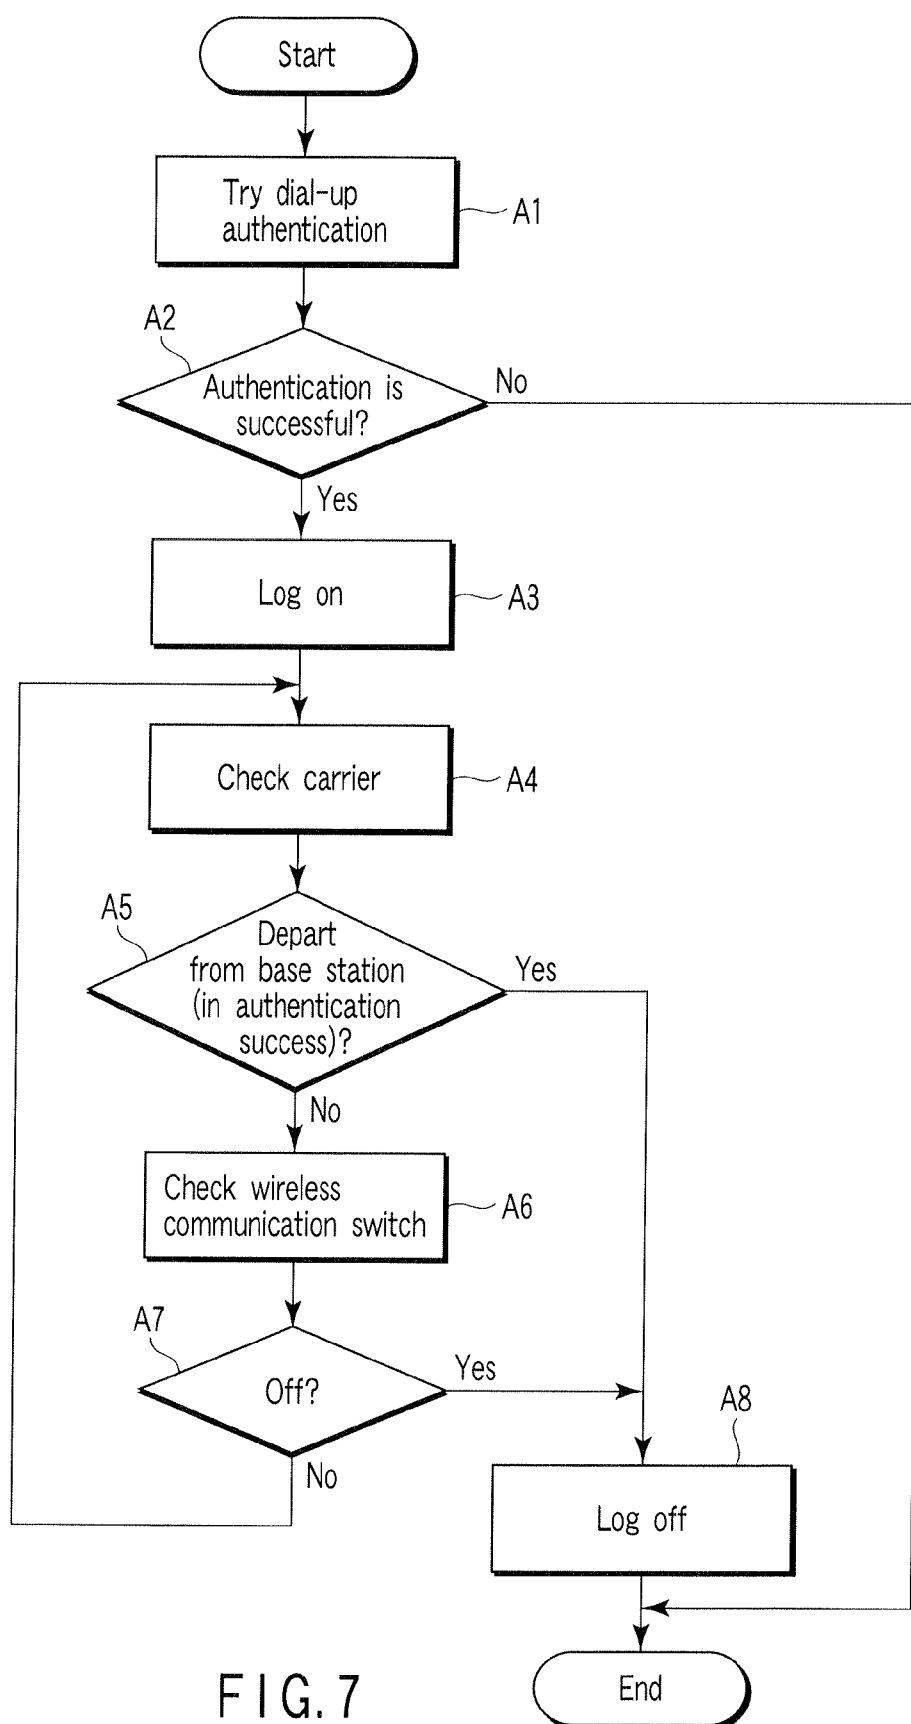 Start
Try dial-up
authentication
A1
A2
Authentication is
successful?
No
Yes
Log on
A3
Check carrier
A4
A5
Depart
from base station
(in authentication
success)?
Yes
No
Check wireless
communication switch
A6
A7
Off?
Yes
No
A8
Log off
End
FIG. 7